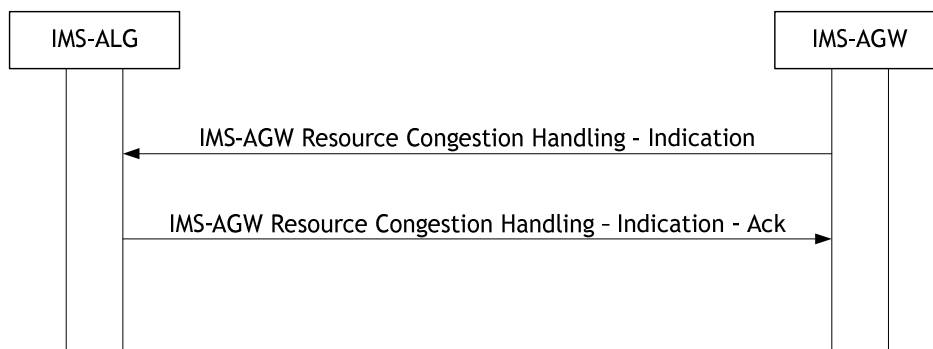 IMS-ALG
IMS-AGW
IMS-AGW Resource Congestion Handling - Indication
IMS-AGW Resource Congestion Handling – Indication - Ack